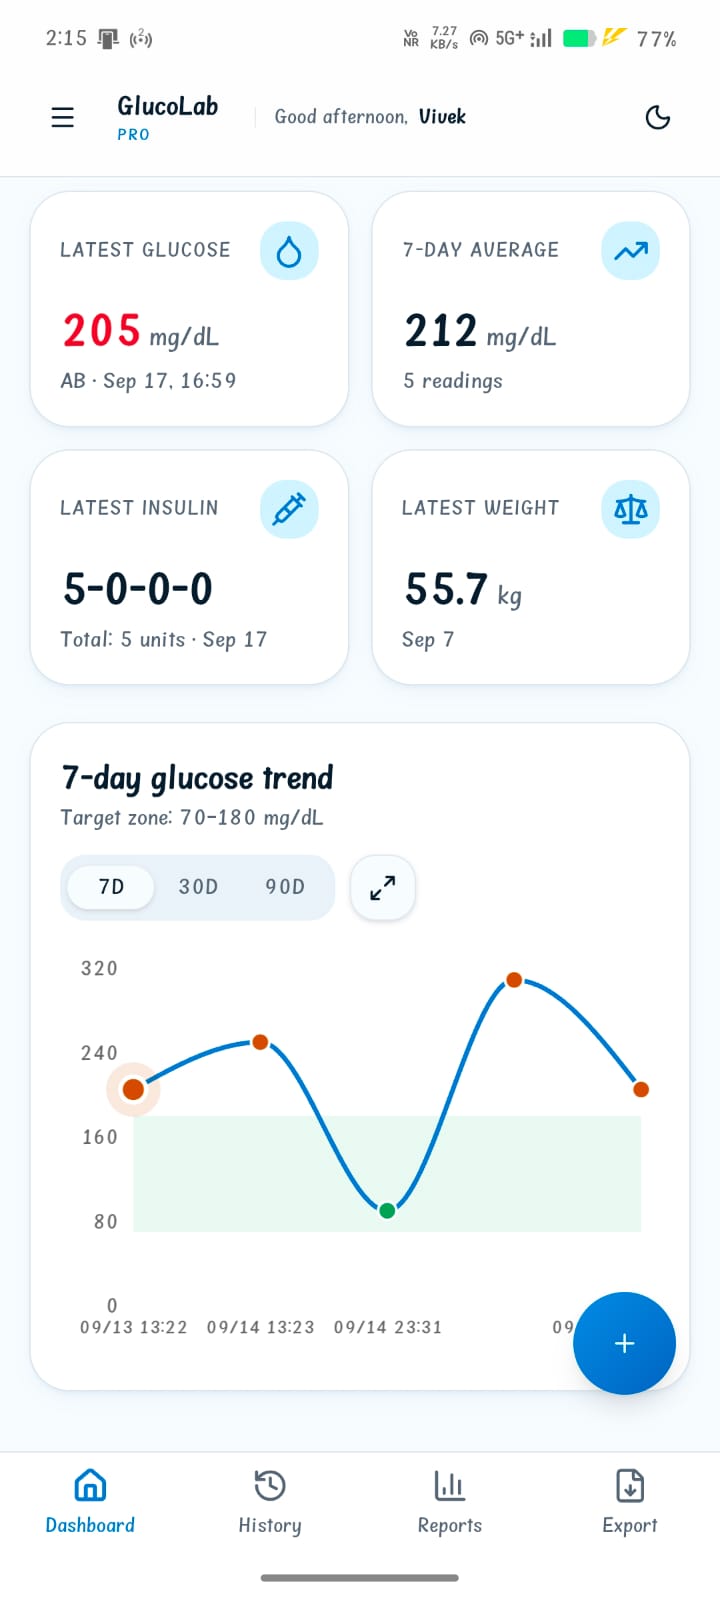 2:15 Vo NR 7.27 KB/s 5G+ 77%
GlucoLab
PRO
Good afternoon, Vivek
LATEST GLUCOSE
205 mg/dL
AB · Sep 17, 16:59
7-DAY AVERAGE
212 mg/dL
5 readings
LATEST INSULIN
5-0-0-0
Total: 5 units · Sep 17
LATEST WEIGHT
55.7 kg
Sep 7
7-day glucose trend
Target zone: 70–180 mg/dL
7D 30D 90D
320
240
160
80
0
09/13 13:22 09/14 13:23 09/14 23:31 09
+
Dashboard History Reports Export